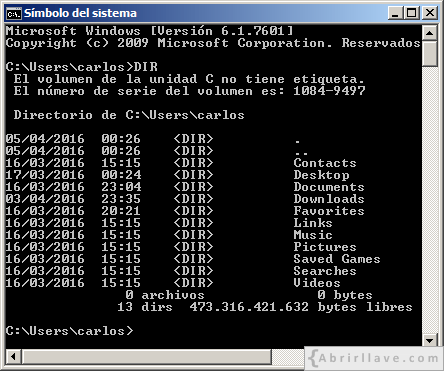 Símbolo del sistema
Microsoft Windows [Versión 6.1.7601]
Copyright (c) 2009 Microsoft Corporation. Reservados
C:\Users\carlos>DIR
 El volumen de la unidad C no tiene etiqueta.
 El número de serie del volumen es: 1084-9497
 Directorio de C:\Users\carlos
05/04/2016  00:26    <DIR>          .
05/04/2016  00:26    <DIR>          ..
16/03/2016  15:15    <DIR>          Contacts
17/03/2016  00:24    <DIR>          Desktop
16/03/2016  23:04    <DIR>          Documents
03/04/2016  23:35    <DIR>          Downloads
16/03/2016  20:21    <DIR>          Favorites
16/03/2016  15:15    <DIR>          Links
16/03/2016  15:15    <DIR>          Music
16/03/2016  15:15    <DIR>          Pictures
16/03/2016  15:15    <DIR>          Saved Games
16/03/2016  15:15    <DIR>          Searches
16/03/2016  15:15    <DIR>          Videos
               0 archivos              0 bytes
              13 dirs  473.316.421.632 bytes libres
C:\Users\carlos>
{Abrirllave.com